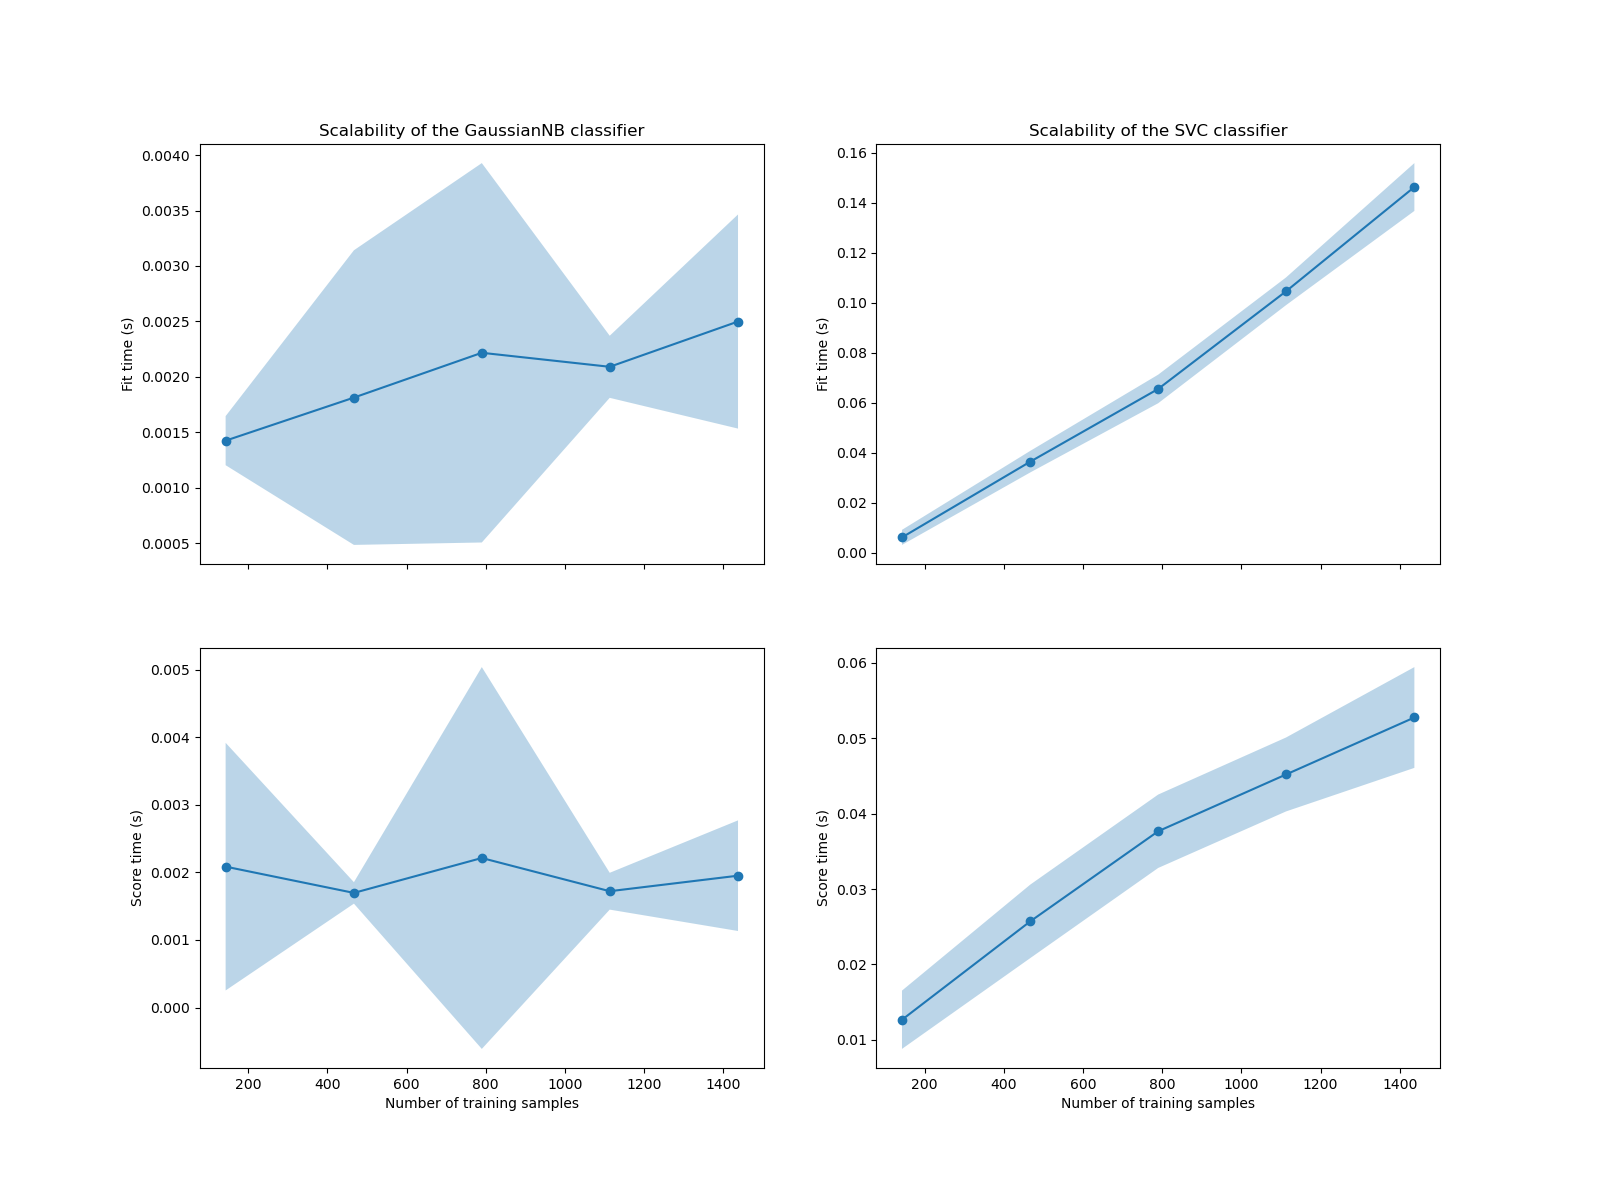 Scalability of the GaussianNB classifier
0.0040
0.0035
0.0030
0.0025
0.0020
0.0015
0.0010
0.0005
Fit time (s)
Scalability of the SVC classifier
0.16
0.14
0.12
0.10
0.08
0.06
0.04
0.02
0.00
Fit time (s)
0.005
0.004
0.003
0.002
0.001
0.000
Score time (s)
200 400 600 800 1000 1200 1400
Number of training samples
0.06
0.05
0.04
0.03
0.02
0.01
Score time (s)
200 400 600 800 1000 1200 1400
Number of training samples